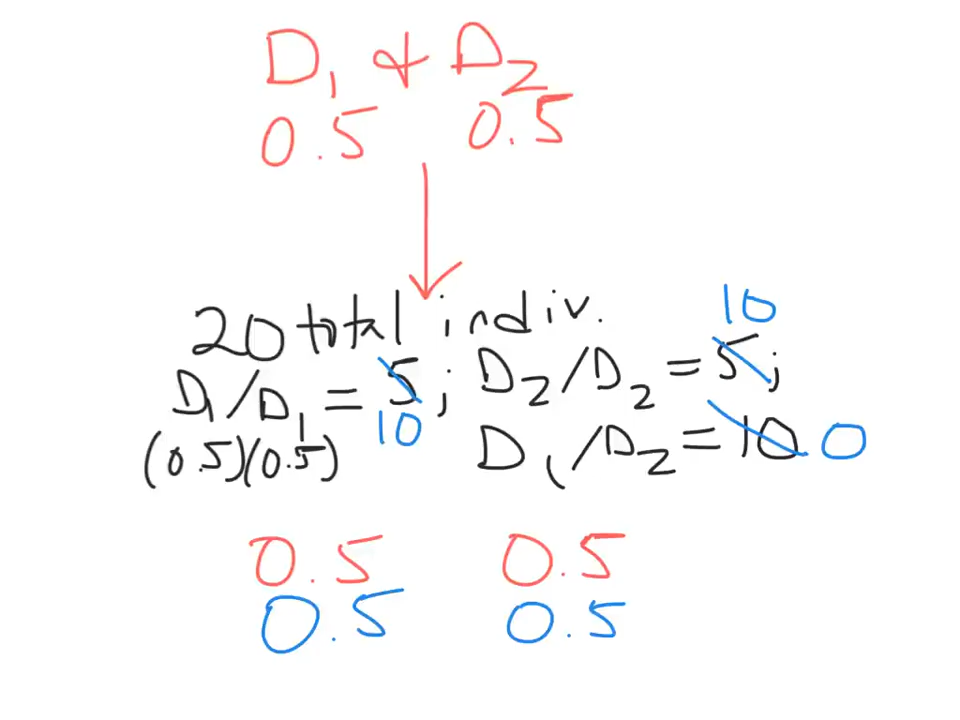 D₁ & D₂
0.5 0.5
20 total indiv.
10
D₁/D₁ = 5; D₂/D₂ = 5;
10
(0.5)(0.5) D₁/D₂ = 10 0
0.5 0.5
0.5 0.5